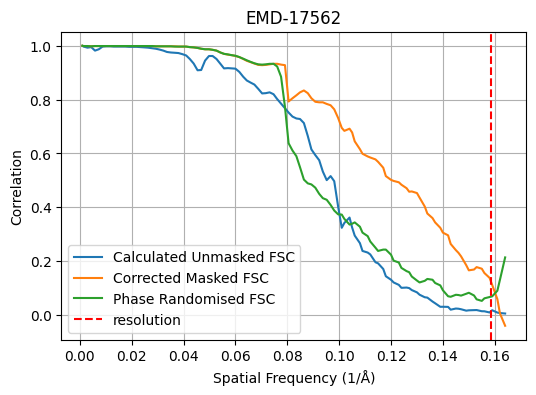 EMD-17562
1.0
0.8
0.6
0.4
0.2
0.0
Correlation
Calculated Unmasked FSC
Corrected Masked FSC
Phase Randomised FSC
resolution
0.00 0.02 0.04 0.06 0.08 0.10 0.12 0.14 0.16
Spatial Frequency (1/Å)